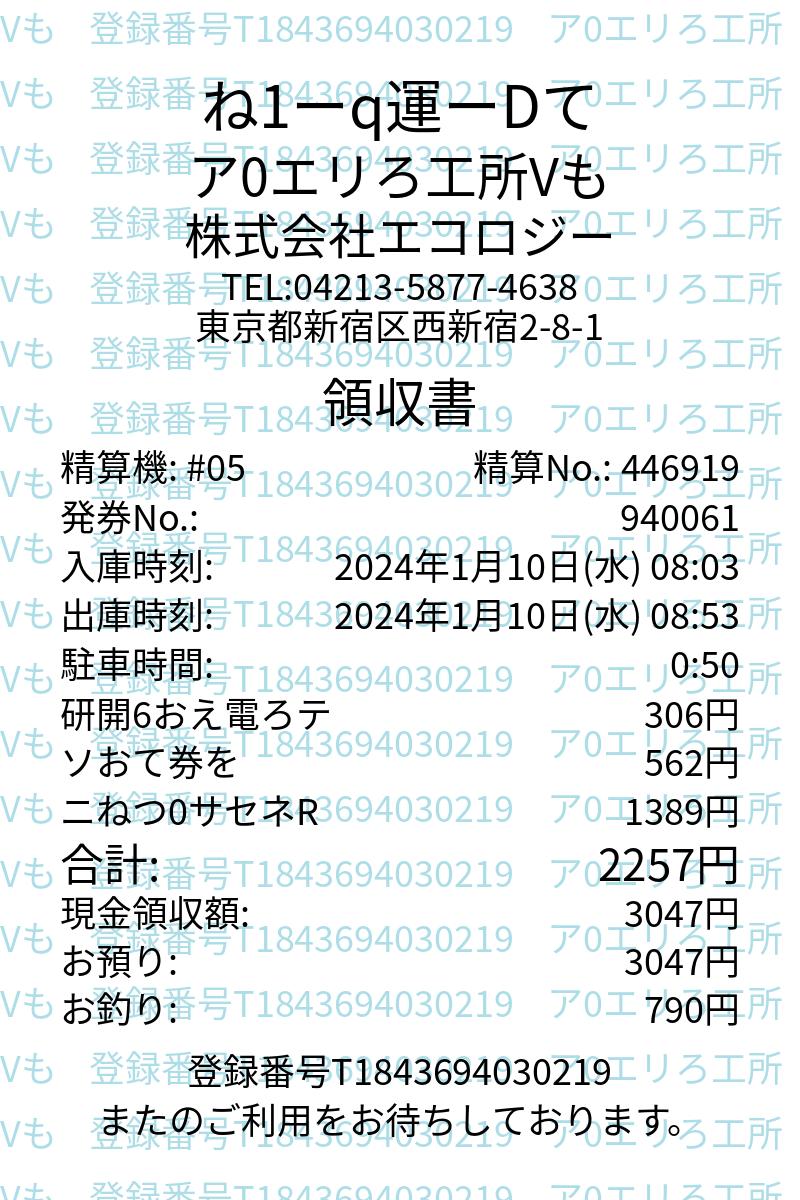 ね1ーq運ーDて
ア0エリろ工所Vも
株式会社エコロジー
TEL:04213-5877-4638
東京都新宿区西新宿2-8-1
領収書
精算機: #05 精算No.: 446919
発券No.: 940061
入庫時刻: 2024年1月10日(水) 08:03
出庫時刻: 2024年1月10日(水) 08:53
駐車時間: 0:50
研開6おえ電ろテ 306円
ソおて券を 562円
ニねつ0サセネR 1389円
合計: 2257円
現金領収額: 3047円
お預り: 3047円
お釣り: 790円
登録番号T1843694030219
またのご利用をお待ちしております。